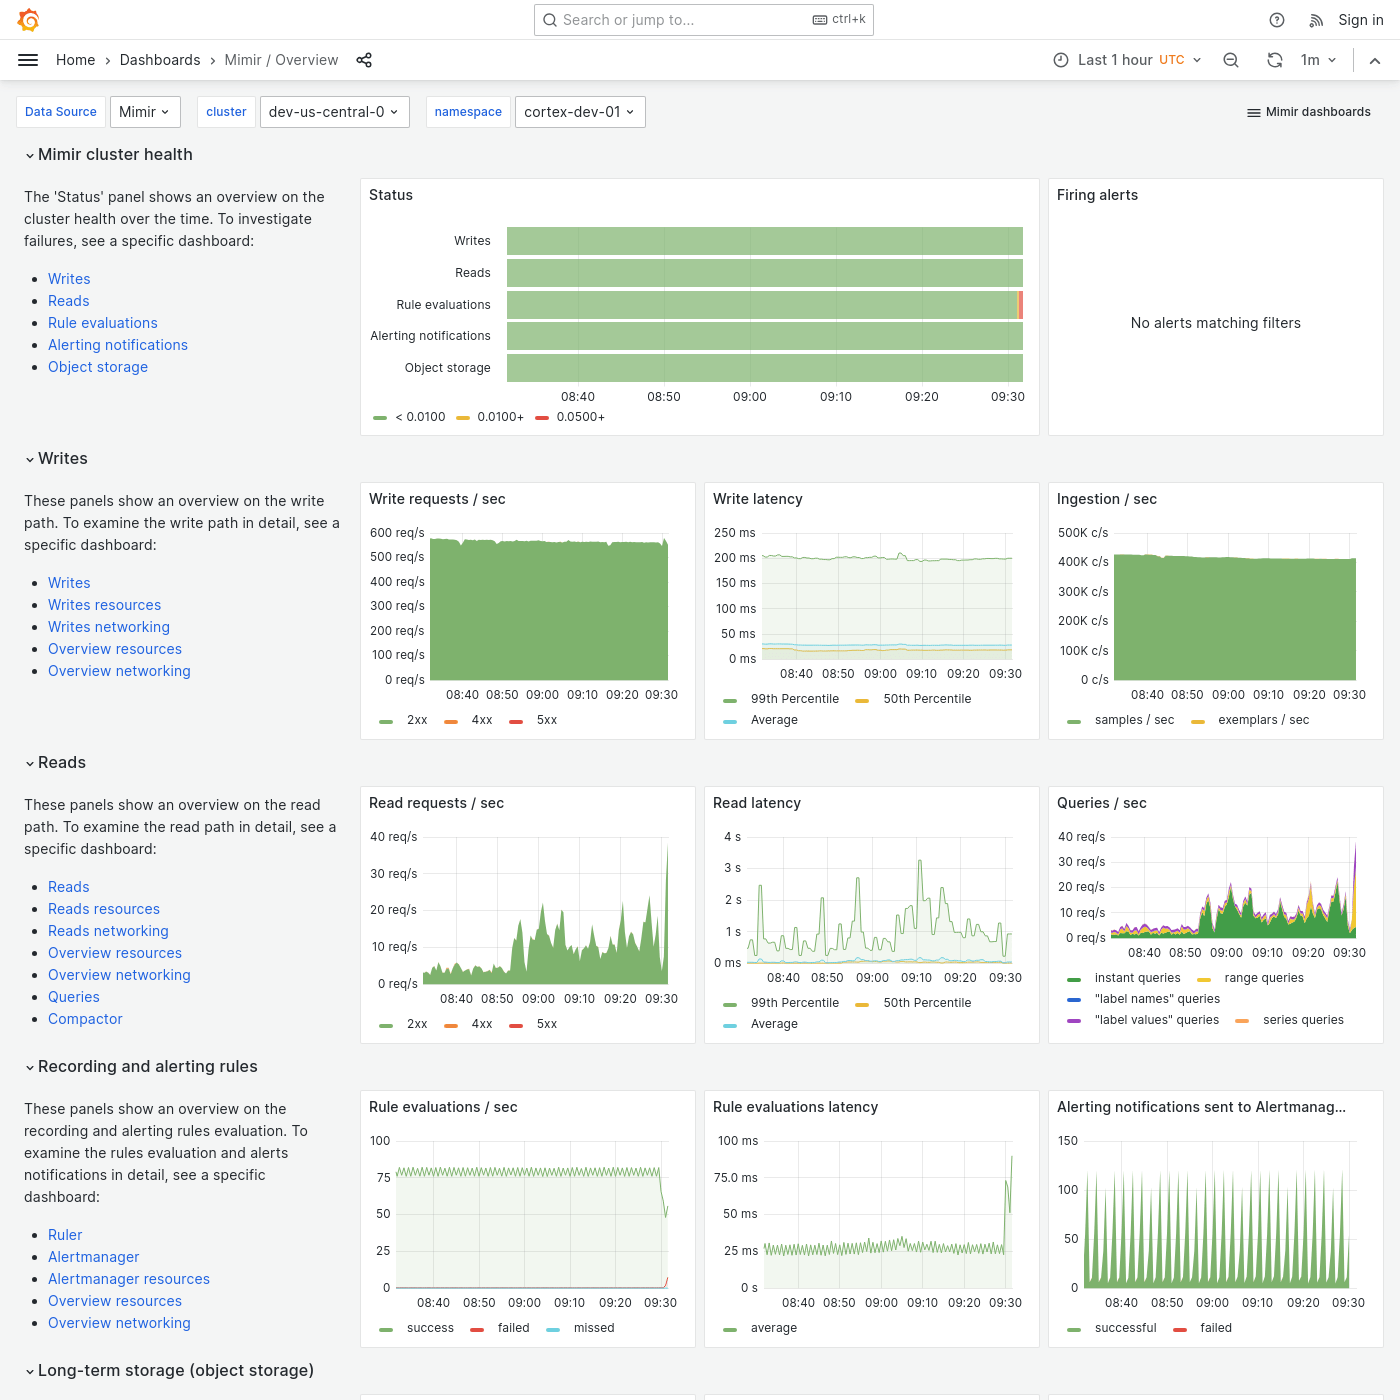 Search or jump to...
ctrl+k
Sign in
Home
Dashboards
Mimir / Overview
Last 1 hour UTC
1m
Data Source
Mimir
cluster
dev-us-central-0
namespace
cortex-dev-01
Mimir dashboards
Mimir cluster health
The 'Status' panel shows an overview on the
cluster health over the time. To investigate
failures, see a specific dashboard:
Writes
Reads
Rule evaluations
Alerting notifications
Object storage
Status
Writes
Reads
Rule evaluations
Alerting notifications
Object storage
08:40 08:50 09:00 09:10 09:20 09:30
< 0.0100 0.0100+ 0.0500+
Firing alerts
No alerts matching filters
Writes
These panels show an overview on the write
path. To examine the write path in detail, see a
specific dashboard:
Writes
Writes resources
Writes networking
Overview resources
Overview networking
Write requests / sec
600 req/s
500 req/s
400 req/s
300 req/s
200 req/s
100 req/s
0 req/s
08:40 08:50 09:00 09:10 09:20 09:30
2xx 4xx 5xx
Write latency
250 ms
200 ms
150 ms
100 ms
50 ms
0 ms
08:40 08:50 09:00 09:10 09:20 09:30
99th Percentile 50th Percentile
Average
Ingestion / sec
500K c/s
400K c/s
300K c/s
200K c/s
100K c/s
0 c/s
08:40 08:50 09:00 09:10 09:20 09:30
samples / sec exemplars / sec
Reads
These panels show an overview on the read
path. To examine the read path in detail, see a
specific dashboard:
Reads
Reads resources
Reads networking
Overview resources
Overview networking
Queries
Compactor
Read requests / sec
40 req/s
30 req/s
20 req/s
10 req/s
0 req/s
08:40 08:50 09:00 09:10 09:20 09:30
2xx 4xx 5xx
Read latency
4 s
3 s
2 s
1 s
0 ms
08:40 08:50 09:00 09:10 09:20 09:30
99th Percentile 50th Percentile
Average
Queries / sec
40 req/s
30 req/s
20 req/s
10 req/s
0 req/s
08:40 08:50 09:00 09:10 09:20 09:30
instant queries range queries
"label names" queries
"label values" queries series queries
Recording and alerting rules
These panels show an overview on the
recording and alerting rules evaluation. To
examine the rules evaluation and alerts
notifications in detail, see a specific
dashboard:
Ruler
Alertmanager
Alertmanager resources
Overview resources
Overview networking
Rule evaluations / sec
100
75
50
25
0
08:40 08:50 09:00 09:10 09:20 09:30
success failed missed
Rule evaluations latency
100 ms
75.0 ms
50 ms
25 ms
0 s
08:40 08:50 09:00 09:10 09:20 09:30
average
Alerting notifications sent to Alertmanag...
150
100
50
0
08:40 08:50 09:00 09:10 09:20 09:30
successful failed
Long-term storage (object storage)